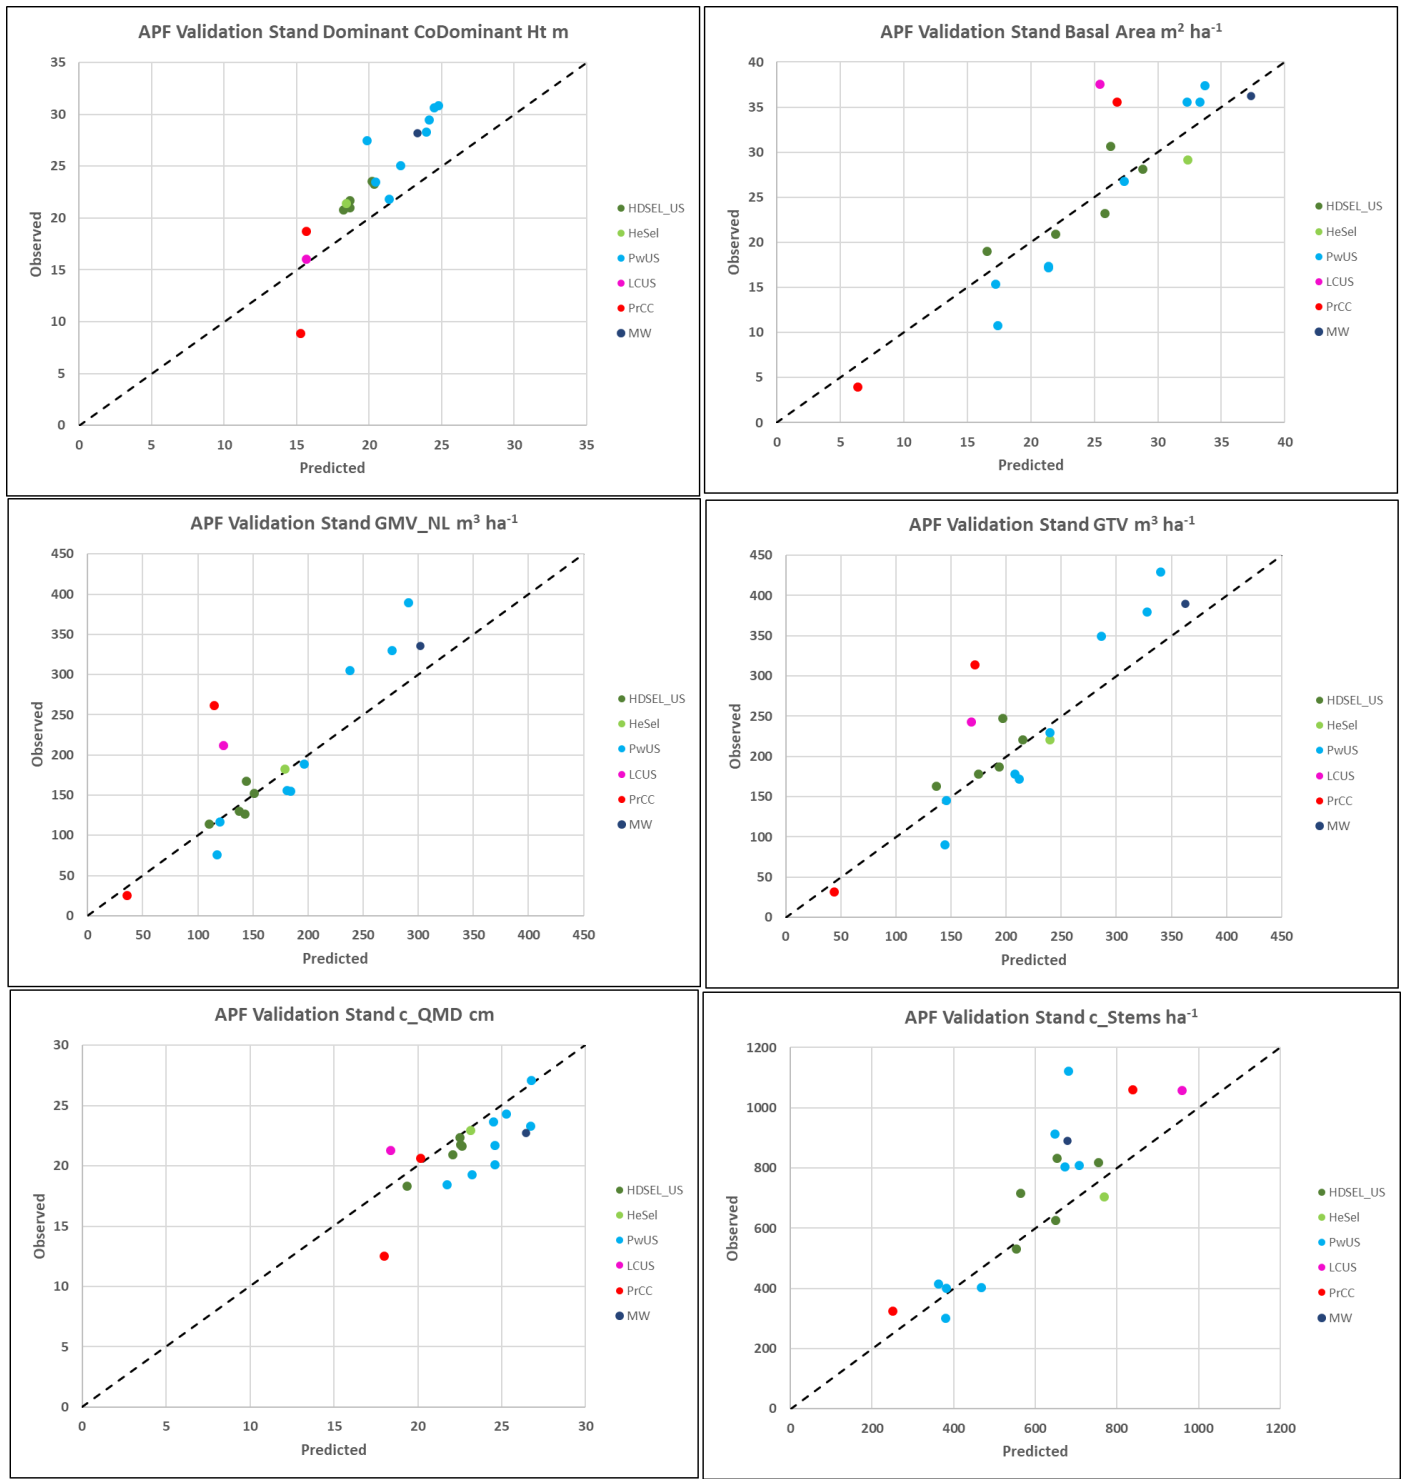 APF Validation Stand Dominant CoDominant Ht m
35
30
25
20
15
10
5
0
Observed
0 5 10 15 20 25 30 35
Predicted
HDSEL_US
HeSel
PwUS
LCUS
PrCC
MW
APF Validation Stand Basal Area m² ha⁻¹
40
35
30
25
20
15
10
5
0
Observed
0 5 10 15 20 25 30 35 40
Predicted
HDSEL_US
HeSel
PwUS
LCUS
PrCC
MW
APF Validation Stand GMV_NL m³ ha⁻¹
450
400
350
300
250
200
150
100
50
0
Observed
0 50 100 150 200 250 300 350 400 450
Predicted
HDSEL_US
HeSel
PwUS
LCUS
PrCC
MW
APF Validation Stand GTV m³ ha⁻¹
450
400
350
300
250
200
150
100
50
0
Observed
0 50 100 150 200 250 300 350 400 450
Predicted
HDSEL_US
HeSel
PwUS
LCUS
PrCC
MW
APF Validation Stand c_QMD cm
30
25
20
15
10
5
0
Observed
0 5 10 15 20 25 30
Predicted
HDSEL_US
HeSel
PwUS
LCUS
PrCC
MW
APF Validation Stand c_Stems ha⁻¹
1200
1000
800
600
400
200
0
Observed
0 200 400 600 800 1000 1200
Predicted
HDSEL_US
HeSel
PwUS
LCUS
PrCC
MW